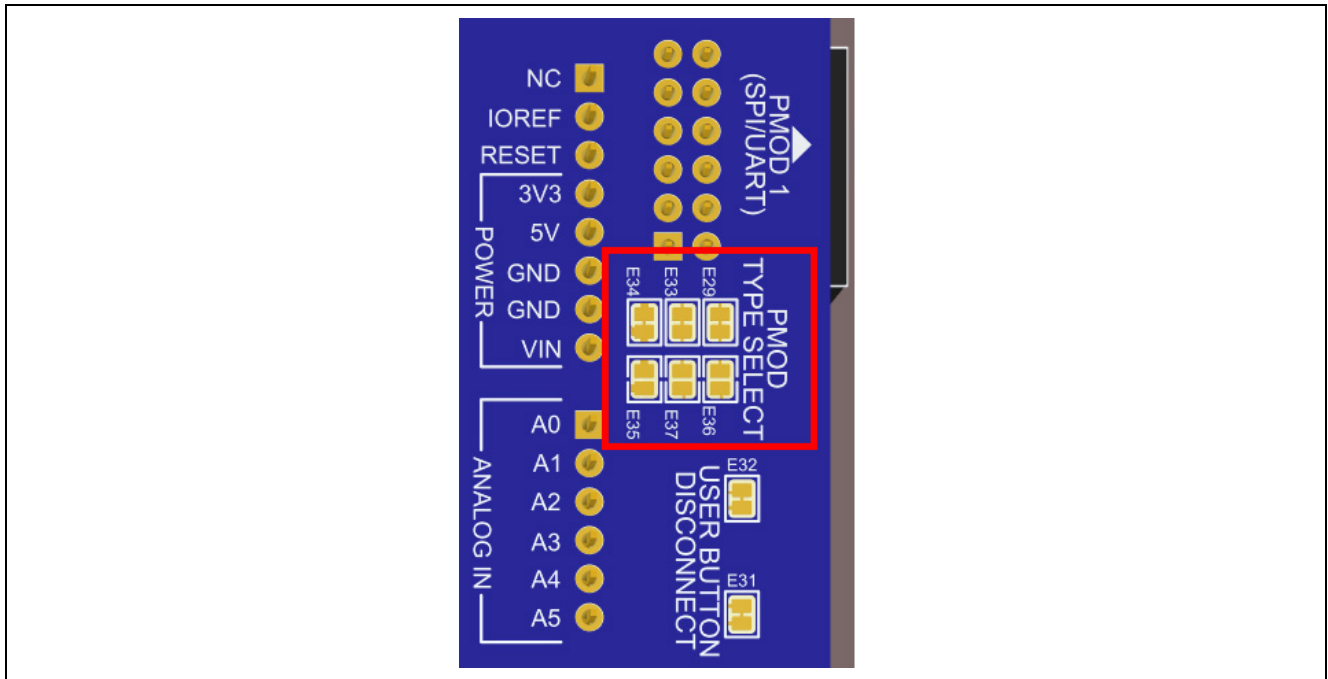 NC
IOREF
RESET
3V3
5V
GND
GND
VIN
POWER
A0
A1
A2
A3
A4
A5
ANALOG IN
PMOD 1
(SPI/UART)
E34
E33
E29
E35
E37
E36
PMOD
TYPE SELECT
E32
E31
USER BUTTON
DISCONNECT